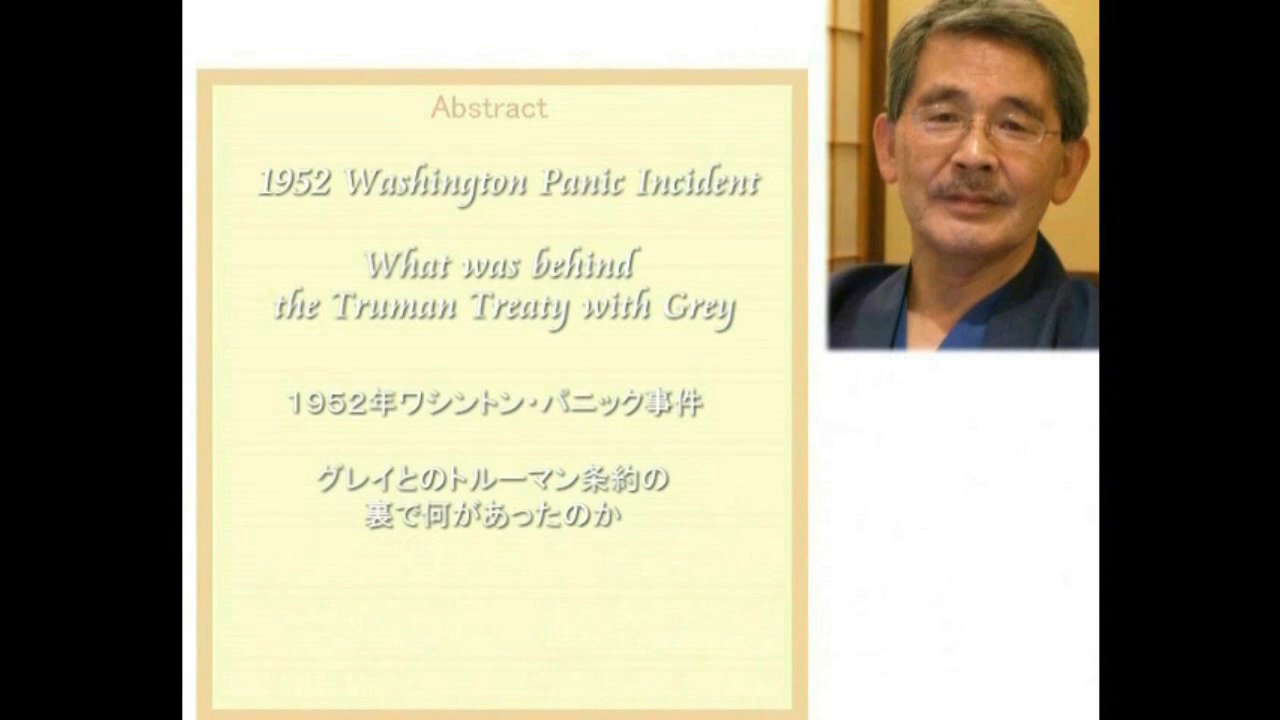 Abstract
1952 Washington Panic Incident
What was behind
the Truman Treaty with Grey
1952年ワシントン・パニック事件
グレイとのトルーマン条約の
裏で何があったのか